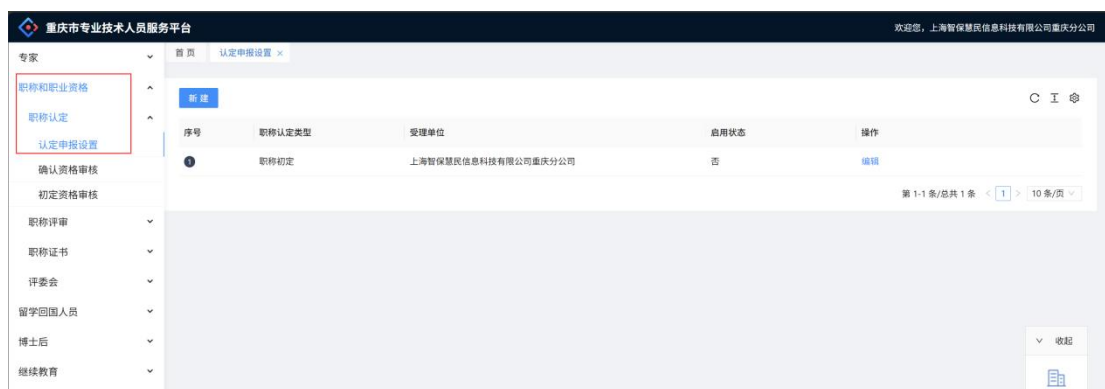 重庆市专业技术人员服务平台
欢迎您，上海智保慧民信息科技有限公司重庆分公司
专家
首页 认定申报设置 ×
职称和职业资格
职称认定
认定申报设置
确认资格审核
初定资格审核
职称评审
职称证书
评委会
留学回国人员
博士后
继续教育
新建
序号 职称认定类型 受理单位 启用状态 操作
1 职称初定 上海智保慧民信息科技有限公司重庆分公司 否 编辑
第 1-1 条/总共 1 条 < 1 > 10 条/页
收起